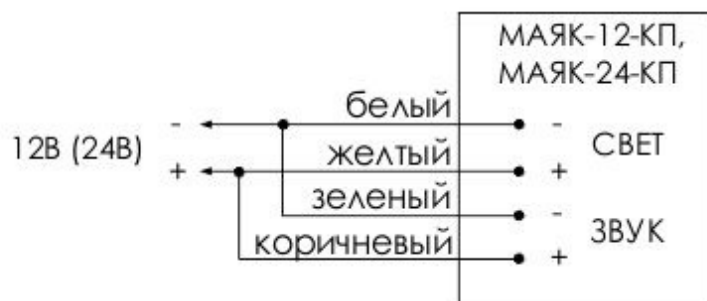 МАЯК-12-КП,
МАЯК-24-КП
белый
- -
12В (24В)
СВЕТ
желтый
+ +
зеленый
-
ЗВУК
коричневый
+